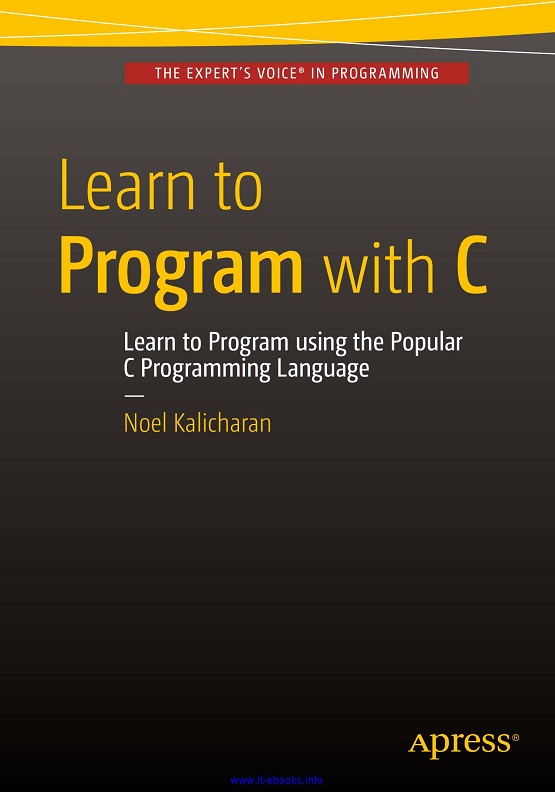 THE EXPERT'S VOICE® IN PROGRAMMING
Learn to
Program with C
Learn to Program using the Popular
C Programming Language
—
Noel Kalicharan
Apress®
www.it-ebooks.info